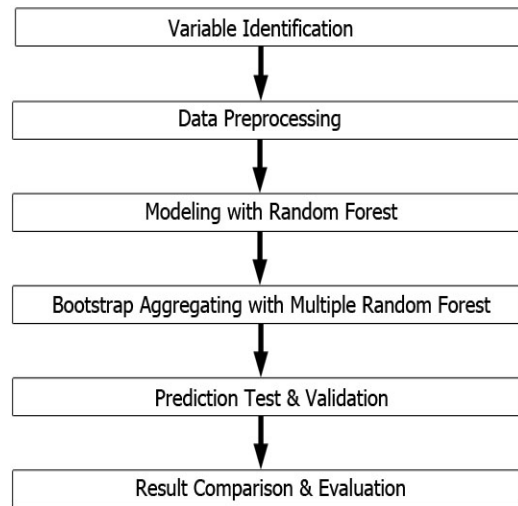 Variable Identification
Data Preprocessing
Modeling with Random Forest
Bootstrap Aggregating with Multiple Random Forest
Prediction Test & Validation
Result Comparison & Evaluation